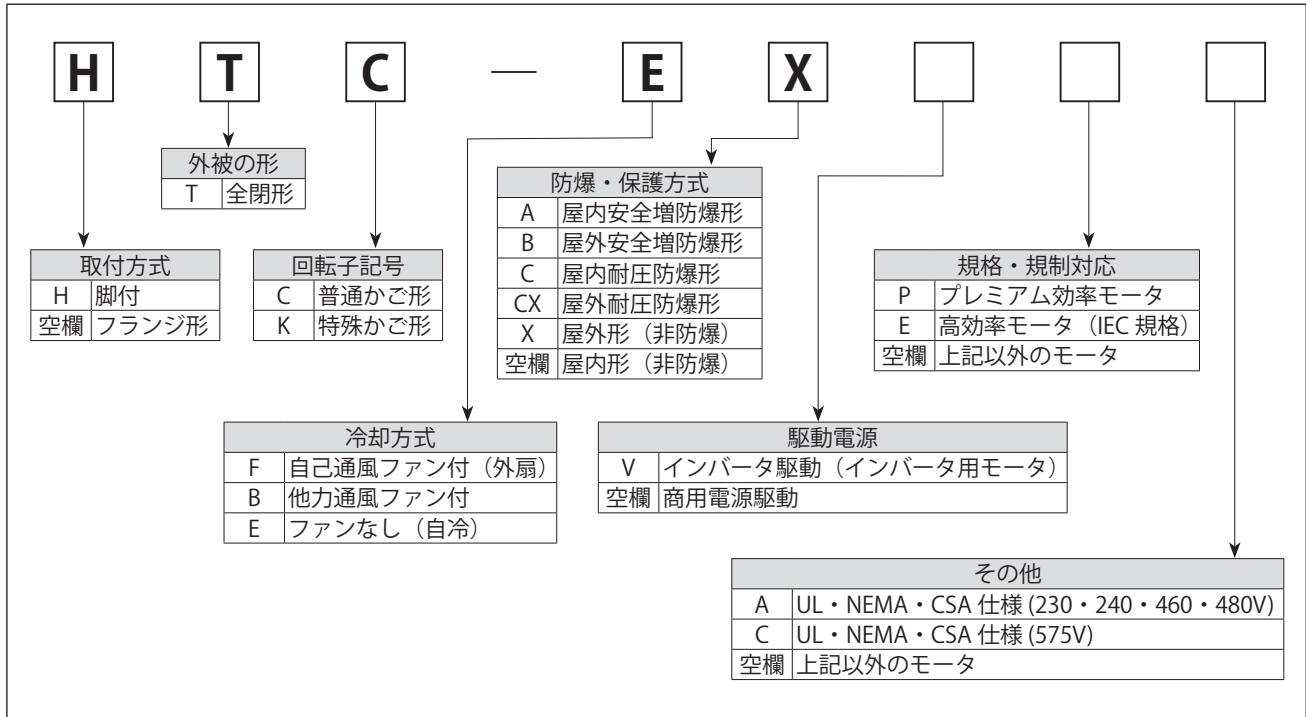 H T C — E X
外被の形
T 全閉形
取付方式
H 脚付
空欄 フランジ形
回転子記号
C 普通かご形
K 特殊かご形
防爆・保護方式
A 屋内安全増防爆形
B 屋外安全増防爆形
C 屋内耐圧防爆形
CX 屋外耐圧防爆形
X 屋外形（非防爆）
空欄 屋内形（非防爆）
規格・規制対応
P プレミアム効率モータ
E 高効率モータ（IEC 規格）
空欄 上記以外のモータ
冷却方式
F 自己通風ファン付（外扇）
B 他力通風ファン付
E ファンなし（自冷）
駆動電源
V インバータ駆動（インバータ用モータ）
空欄 商用電源駆動
その他
A UL・NEMA・CSA 仕様 (230・240・460・480V)
C UL・NEMA・CSA 仕様 (575V)
空欄 上記以外のモータ